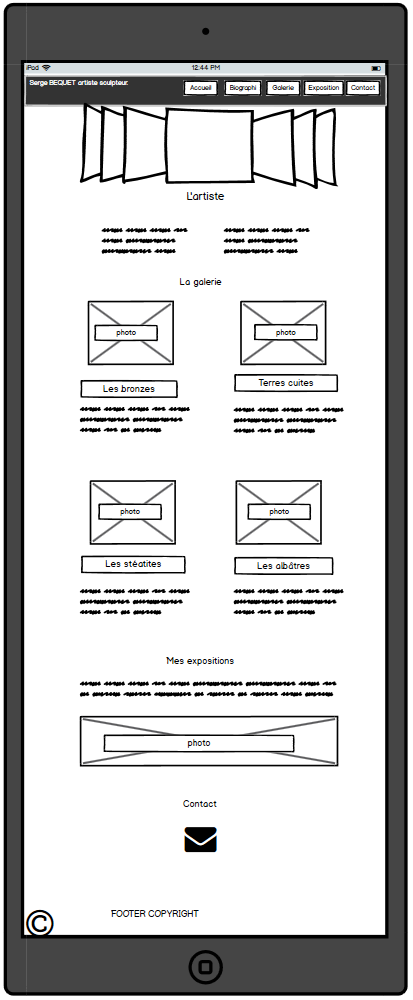 iPad 12:44 PM
Serge BEQUET artiste sculpteur.
Accueil Biographi Galerie Exposition Contact
L'artiste
La galerie
photo photo
Les bronzes Terres cuites
photo photo
Les stéatites Les albâtres
Mes expositions
photo
Contact
© FOOTER COPYRIGHT